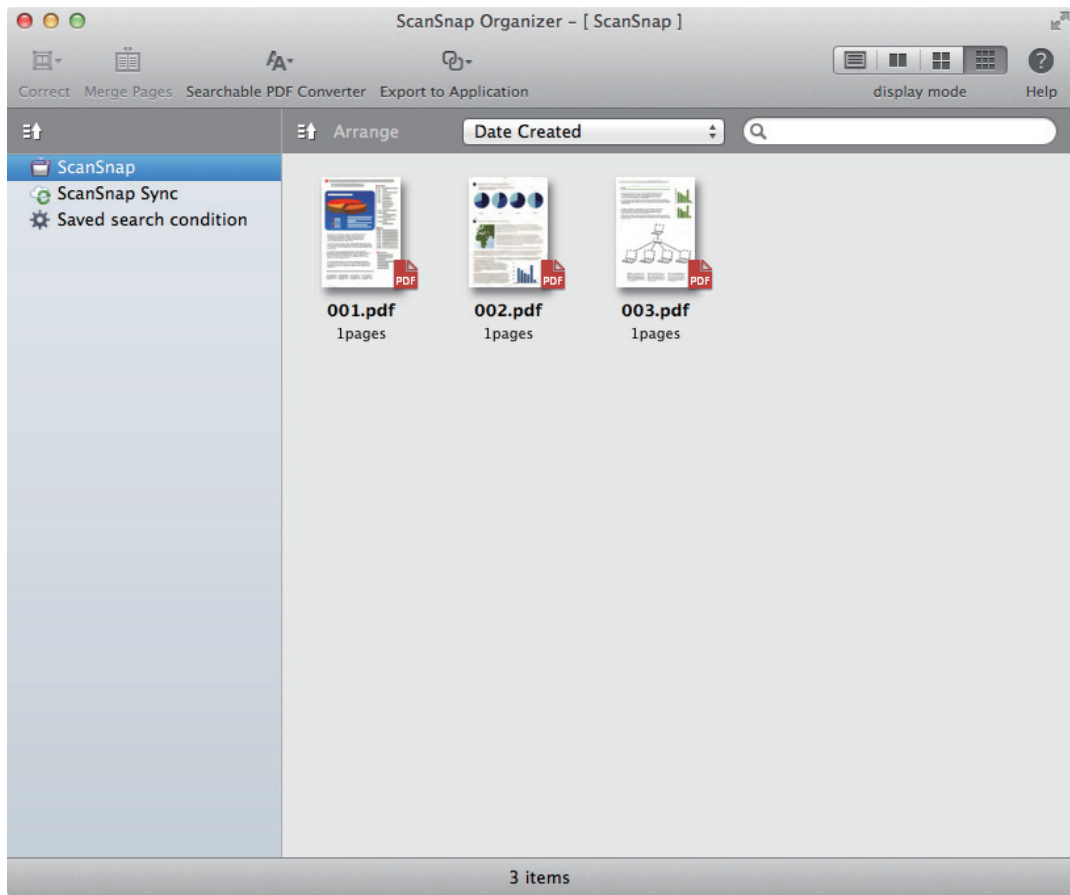 ScanSnap Organizer – [ ScanSnap ]
Correct Merge Pages Searchable PDF Converter Export to Application display mode Help
Arrange Date Created
ScanSnap
ScanSnap Sync
Saved search condition
PDF PDF PDF
001.pdf 002.pdf 003.pdf
1pages 1pages 1pages
3 items